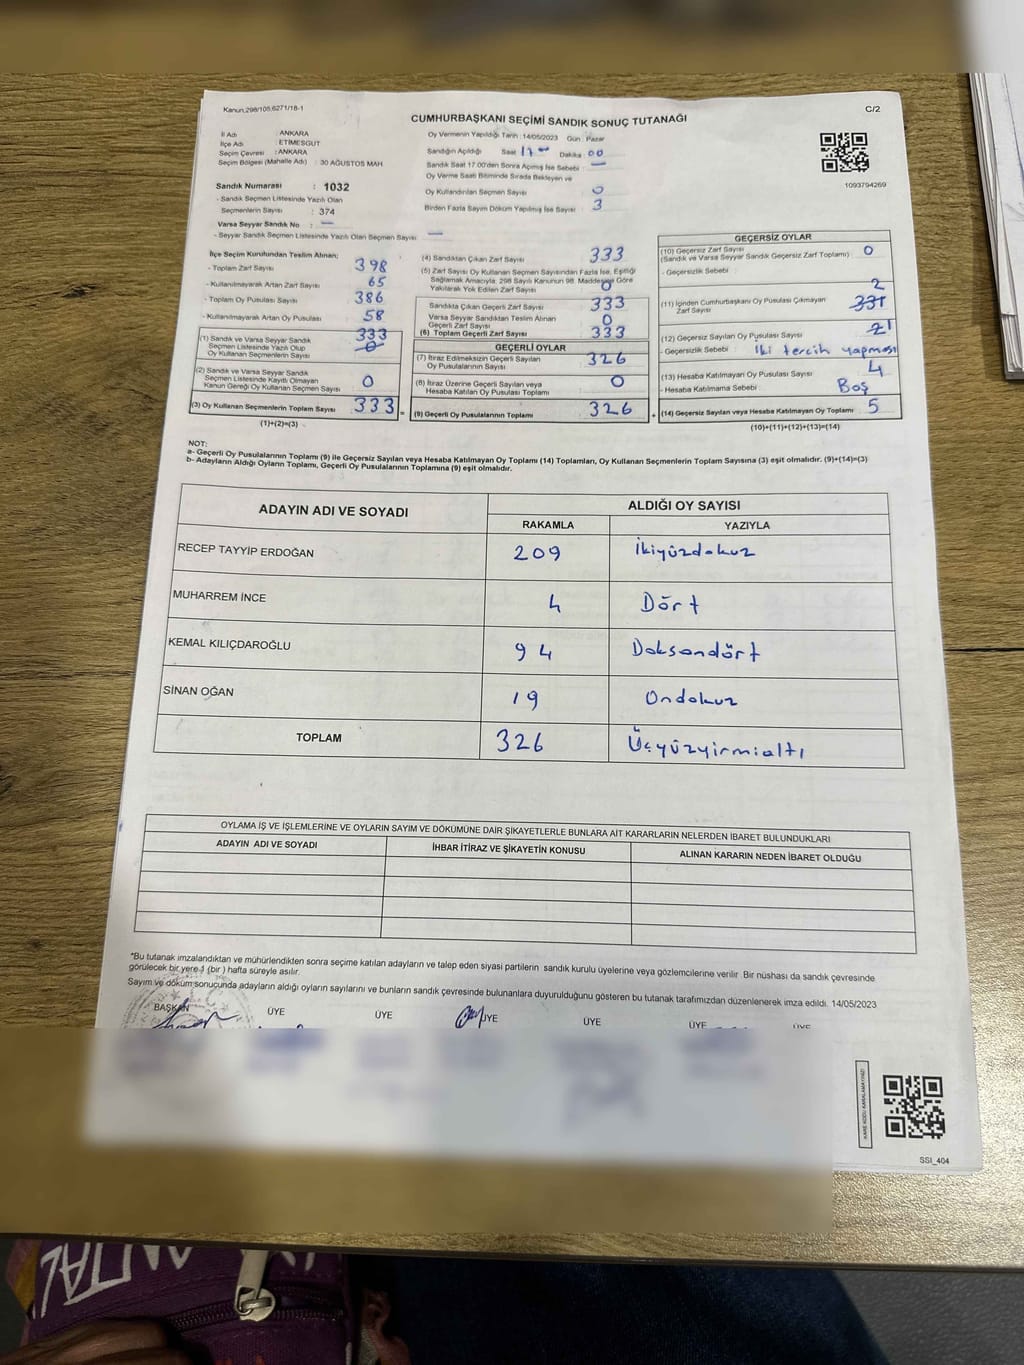 Kanun:298/105,6271/18-1
C/2
CUMHURBAŞKANI SEÇİMİ SANDIK SONUÇ TUTANAĞI
İl Adı : ANKARA
İlçe Adı : ETİMESGUT
Seçim Çevresi : ANKARA
Seçim Bölgesi (Mahalle Adı) : 30 AĞUSTOS MAH
Sandık Numarası : 1032
- Sandık Seçmen Listesinde Yazılı Olan
Seçmenlerin Sayısı : 374
Varsa Seyyar Sandık No : —
- Seyyar Sandık Seçmen Listesinde Yazılı Olan Seçmen Sayısı —
Oy Vermenin Yapıldığı Tarih : 14/05/2023 Gün : Pazar
Sandığın Açıldığı Saat 17 Dakika : 00
Sandık Saat 17.00'den Sonra Açılmış İse Sebebi : —
Oy Verme Saati Bitiminde Sırada Bekleyen ve
Oy Kullandırılan Seçmen Sayısı 0
Birden Fazla Sayım Döküm Yapılmış İse Sayısı 3
1093794269
İlçe Seçim Kurulundan Teslim Alınan;
- Toplam Zarf Sayısı 398
- Kullanılmayarak Artan Zarf Sayısı 65
- Toplam Oy Pusulası Sayısı 386
- Kullanılmayarak Artan Oy Pusulası 58
(1) Sandık ve Varsa Seyyar Sandık
Seçmen Listesinde Yazılı Olup
Oy Kullanan Seçmenlerin Sayısı
333
0
(2) Sandık ve Varsa Seyyar Sandık
Seçmen Listesinde Kayıtlı Olmayan
Kanun Gereği Oy Kullanan Seçmen Sayısı
0
(3) Oy Kullanan Seçmenlerin Toplam Sayısı 333 =
(1)+(2)=(3)
(4) Sandıktan Çıkan Zarf Sayısı 333
(5) Zarf Sayısı Oy Kullanan Seçmen Sayısından Fazla İse, Eşitliği
Sağlamak Amacıyla, 298 Sayılı Kanunun 98. Maddesine Göre
Yakılarak Yok Edilen Zarf Sayısı 0
Sandıkta Çıkan Geçerli Zarf Sayısı 333
Varsa Seyyar Sandıktan Teslim Alınan
Geçerli Zarf Sayısı 0
(6) Toplam Geçerli Zarf Sayısı 333
GEÇERLİ OYLAR
(7) İtiraz Edilmeksizin Geçerli Sayılan
Oy Pusulalarının Sayısı 326
(8) İtiraz Üzerine Geçerli Sayılan veya
Hesaba Katılan Oy Pusulası Toplamı 0
(9) Geçerli Oy Pusulalarının Toplamı 326 +
GEÇERSİZ OYLAR
(10) Geçersiz Zarf Sayısı
(Sandık ve Varsa Seyyar Sandık Geçersiz Zarf Toplamı) 0
- Geçersizlik Sebebi :
2
(11) İçinden Cumhurbaşkanı Oy Pusulası Çıkmayan
Zarf Sayısı 331
(12) Geçersiz Sayılan Oy Pusulası Sayısı 1
- Geçersizlik Sebebi : İki tercih yapması
(13) Hesaba Katılmayan Oy Pusulası Sayısı 4
- Hesaba Katılmama Sebebi : Boş
(14) Geçersiz Sayılan veya Hesaba Katılmayan Oy Toplamı 5
(10)+(11)+(12)+(13)=(14)
NOT:
a- Geçerli Oy Pusulalarının Toplamı (9) ile Geçersiz Sayılan veya Hesaba Katılmayan Oy Toplamı (14) Toplamları, Oy Kullanan Seçmenlerin Toplam Sayısına (3) eşit olmalıdır. (9)+(14)=(3)
b- Adayların Aldığı Oyların Toplamı, Geçerli Oy Pusulalarının Toplamına (9) eşit olmalıdır.
ADAYIN ADI VE SOYADI
ALDIĞI OY SAYISI
RAKAMLA YAZIYLA
RECEP TAYYİP ERDOĞAN 209 İkiyüzdokuz
MUHARREM İNCE 4 Dört
KEMAL KILIÇDAROĞLU 94 Doksandört
SİNAN OĞAN 19 Ondokuz
TOPLAM 326 Üçyüzyirmialtı
OYLAMA İŞ VE İŞLEMLERİNE VE OYLARIN SAYIM VE DÖKÜMÜNE DAİR ŞİKAYETLERLE BUNLARA AİT KARARLARIN NELERDEN İBARET BULUNDUKLARI
ADAYIN ADI VE SOYADI İHBAR İTİRAZ VE ŞİKAYETİN KONUSU ALINAN KARARIN NEDEN İBARET OLDUĞU
*Bu tutanak imzalandıktan ve mühürlendikten sonra seçime katılan adayların ve talep eden siyasi partilerin sandık kurulu üyelerine veya gözlemcilerine verilir. Bir nüshası da sandık çevresinde
görülecek bir yere 1 (bir) hafta süreyle asılır.
Sayım ve döküm sonucunda adayların aldığı oyların sayılarını ve bunların sandık çevresinde bulunanlara duyurulduğunu gösteren bu tutanak tarafımızdan düzenlenerek imza edildi. 14/05/2023
BAŞKAN ÜYE ÜYE ÜYE ÜYE ÜYE ÜYE
KARE KODU KARALAMAYINIZ!
SSİ_404